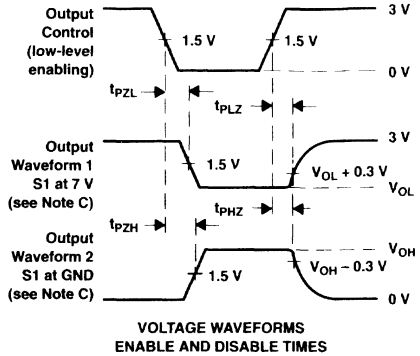 Output
Control
(low-level
enabling)
1.5 V
1.5 V
3 V
0 V
tPZL
tPLZ
Output
Waveform 1
S1 at 7 V
(see Note C)
1.5 V
3 V
VOL + 0.3 V
VOL
tPZH
tPHZ
Output
Waveform 2
S1 at GND
(see Note C)
1.5 V
VOH
VOH – 0.3 V
0 V
VOLTAGE WAVEFORMS
ENABLE AND DISABLE TIMES